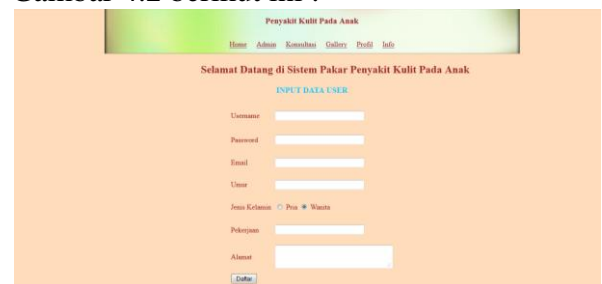 Gambar 4.2 berikut ini :
Penyakit Kulit Pada Anak
Home Admin Konsultasi Gallery Profil Info
Selamat Datang di Sistem Pakar Penyakit Kulit Pada Anak
INPUT DATA USER
Username
Password
Email
Umur
Jenis Kelamin Pria Wanita
Pekerjaan
Alamat
Daftar